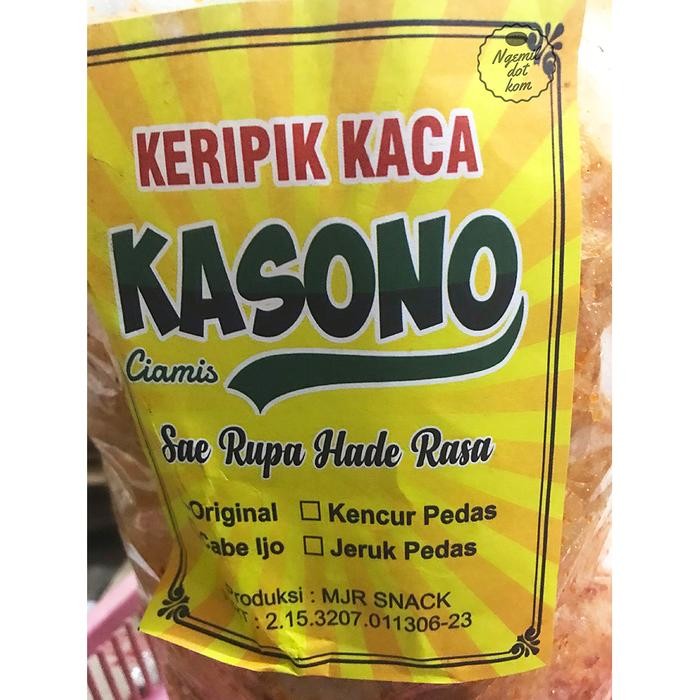 Ngemil
dot
kom
KERIPIK KACA
KASONO
Ciamis
Sae Rupa Hade Rasa
Original ☐ Kencur Pedas
Cabe Ijo ☐ Jeruk Pedas
Produksi : MJR SNACK
: 2.15.3207.011306-23